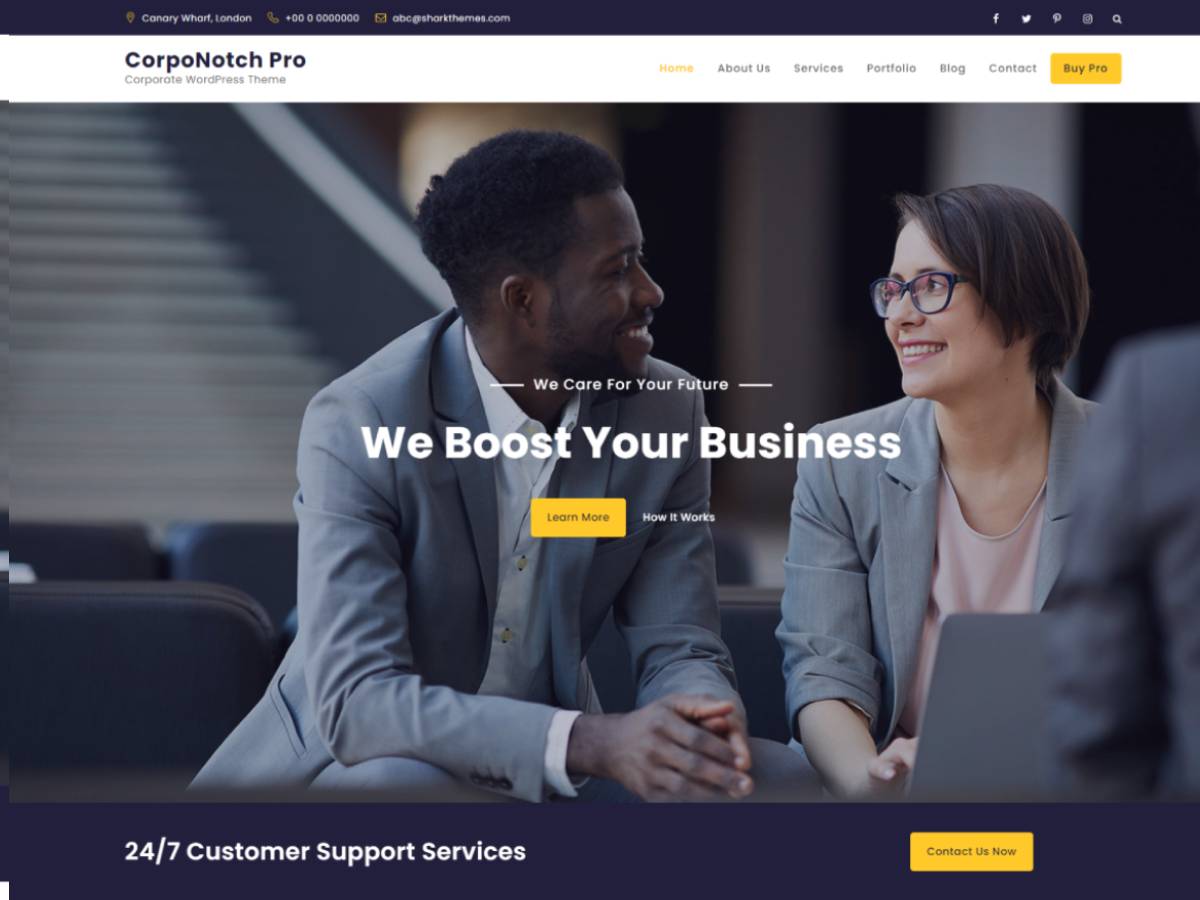 Canary Wharf, London +00 0 0000000 abc@sharkthemes.com
CorpoNotch Pro
Corporate WordPress Theme
Home About Us Services Portfolio Blog Contact Buy Pro
We Care For Your Future
We Boost Your Business
Learn More How It Works
24/7 Customer Support Services
Contact Us Now